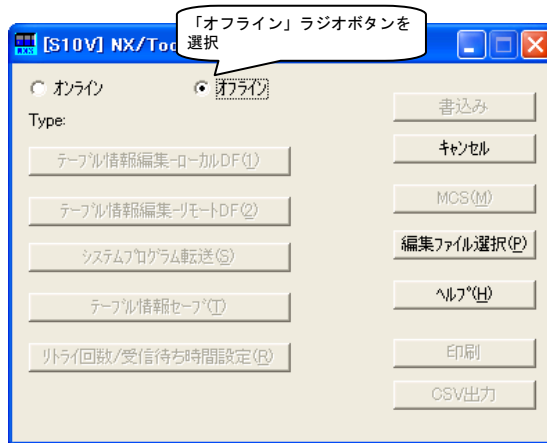 「オフライン」ラジオボタンを
選択
[S10V] NX/Too
オンライン
オフライン
Type:
テーブル情報編集-ローカルDF(1)
テーブル情報編集-リモートDF(2)
システムプログラム転送(S)
テーブル情報セーブ(T)
リトライ回数/受信待ち時間設定(R)
書込み
キャンセル
MCS(M)
編集ファイル選択(P)
ヘルプ(H)
印刷
CSV出力